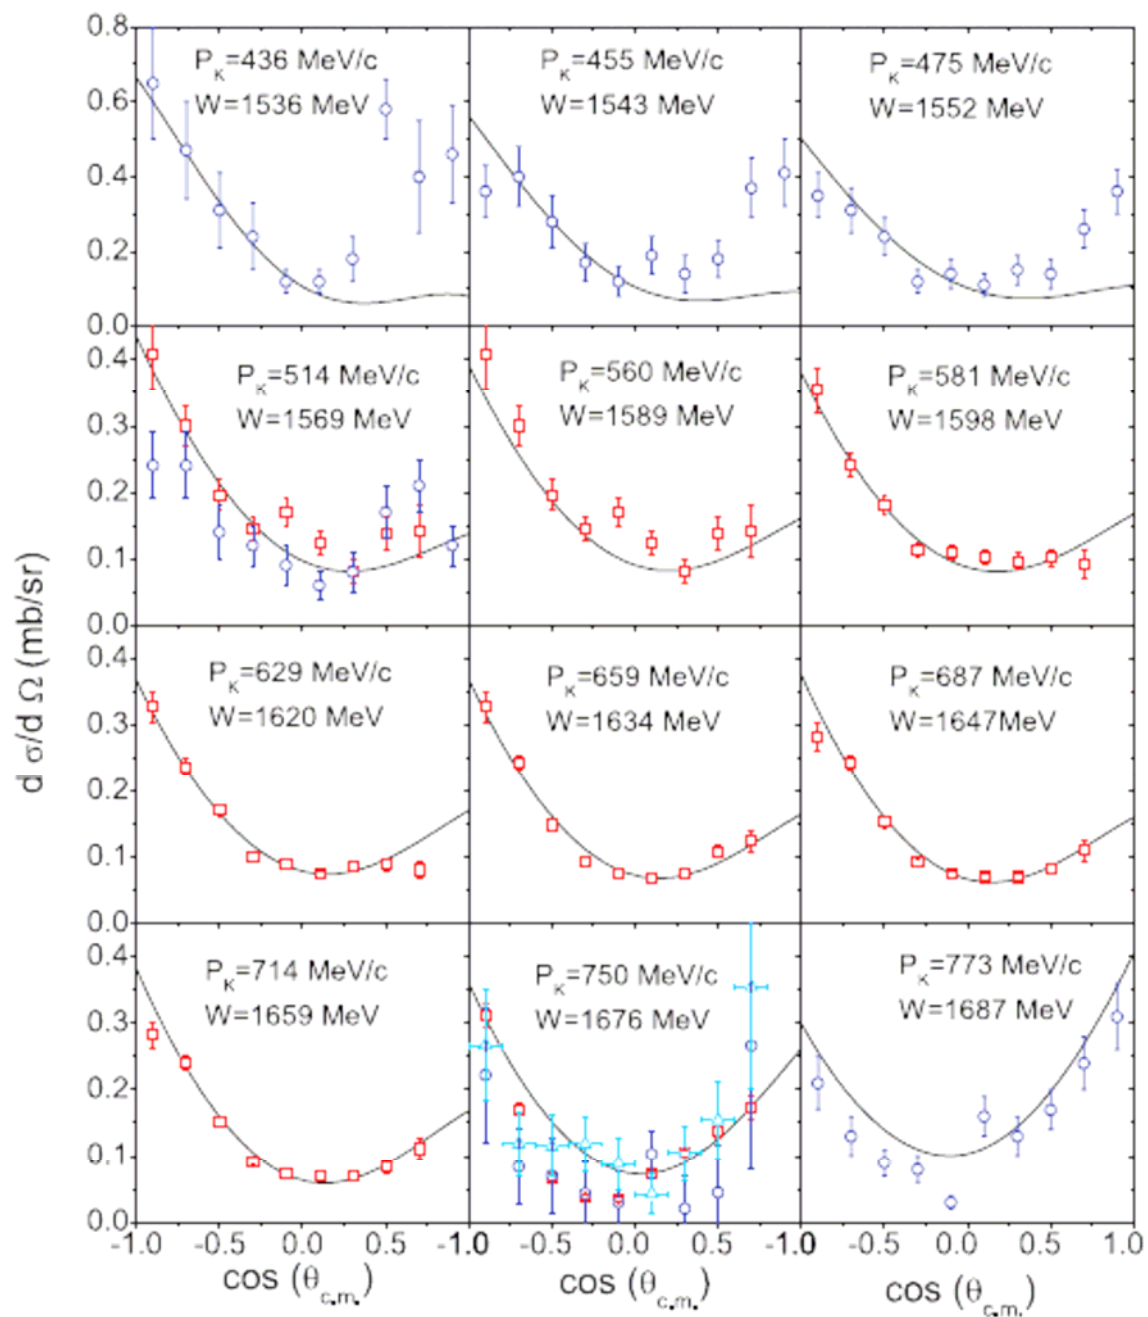 0.8
0.6
0.4
0.2
0.0
P_K=436 MeV/c
W=1536 MeV
P_K=455 MeV/c
W=1543 MeV
P_K=475 MeV/c
W=1552 MeV
0.4
0.3
0.2
0.1
0.0
P_K=514 MeV/c
W=1569 MeV
P_K=560 MeV/c
W=1589 MeV
P_K=581 MeV/c
W=1598 MeV
d σ/d Ω (mb/sr)
0.4
0.3
0.2
0.1
0.0
P_K=629 MeV/c
W=1620 MeV
P_K=659 MeV/c
W=1634 MeV
P_K=687 MeV/c
W=1647MeV
0.4
0.3
0.2
0.1
0.0
P_K=714 MeV/c
W=1659 MeV
P_K=750 MeV/c
W=1676 MeV
P_K=773 MeV/c
W=1687 MeV
-1.0 -0.5 0.0 0.5 -1.0 -0.5 0.0 0.5 -1.0 -0.5 0.0 0.5 1.0
cos (θ_c.m.)
cos (θ_c.m.)
cos (θ_c.m.)